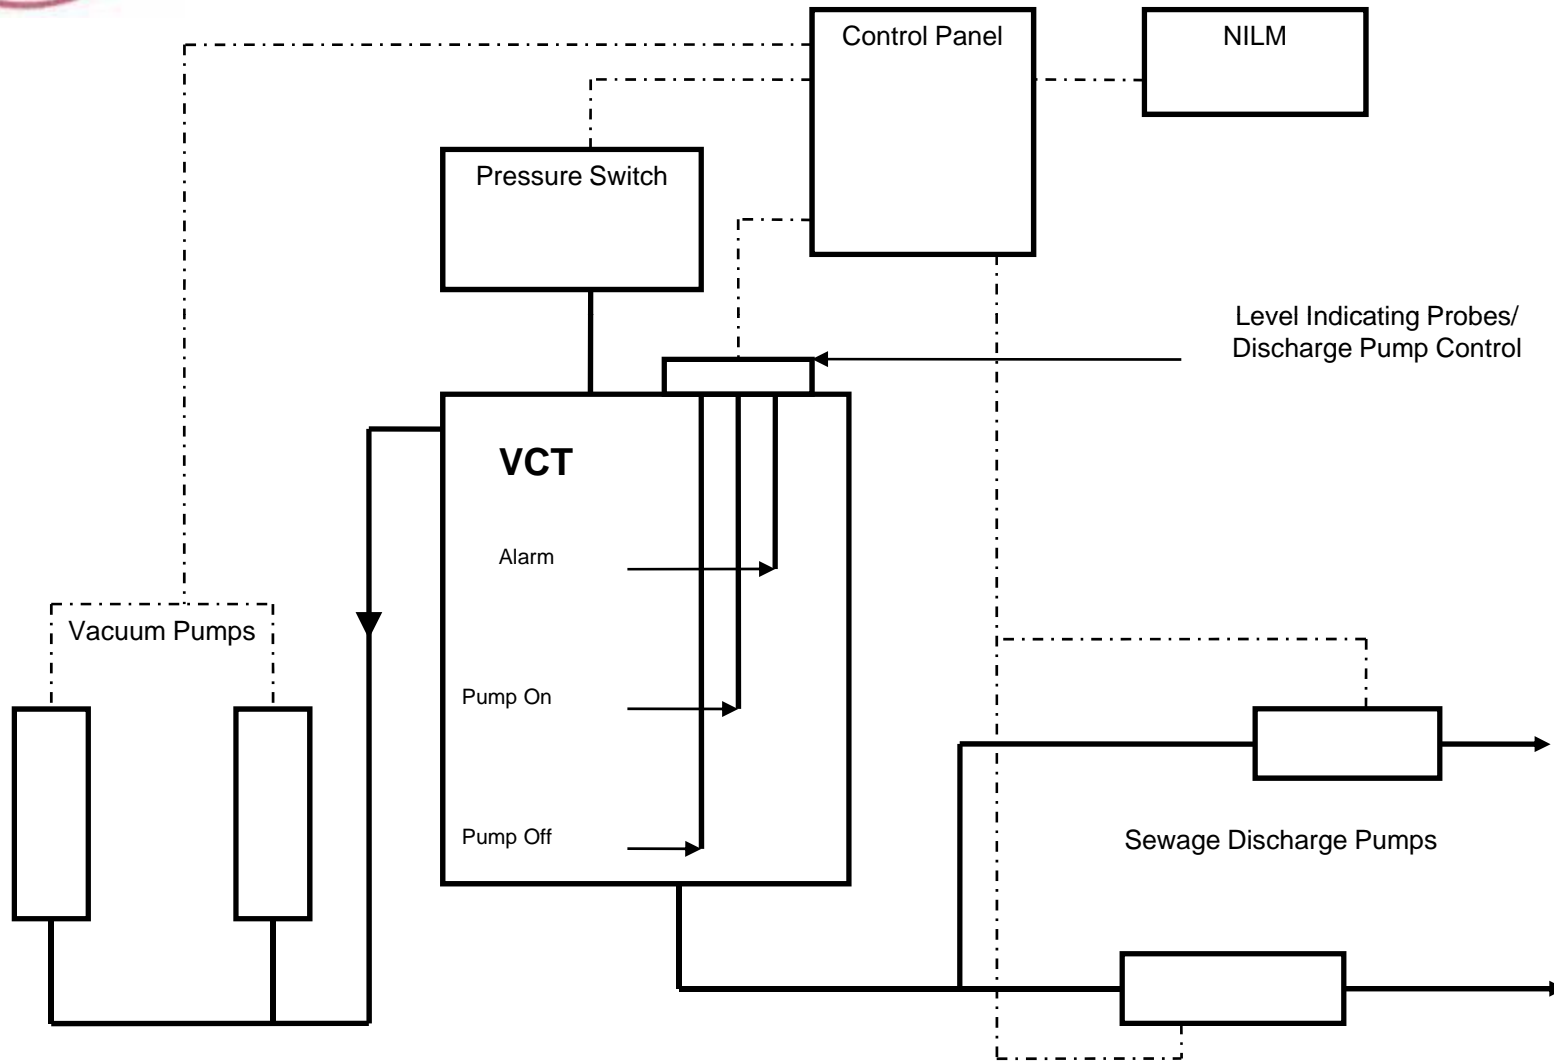 Control Panel
NILM
Pressure Switch
Level Indicating Probes/
Discharge Pump Control
VCT
Alarm
Vacuum Pumps
Pump On
Pump Off
Sewage Discharge Pumps